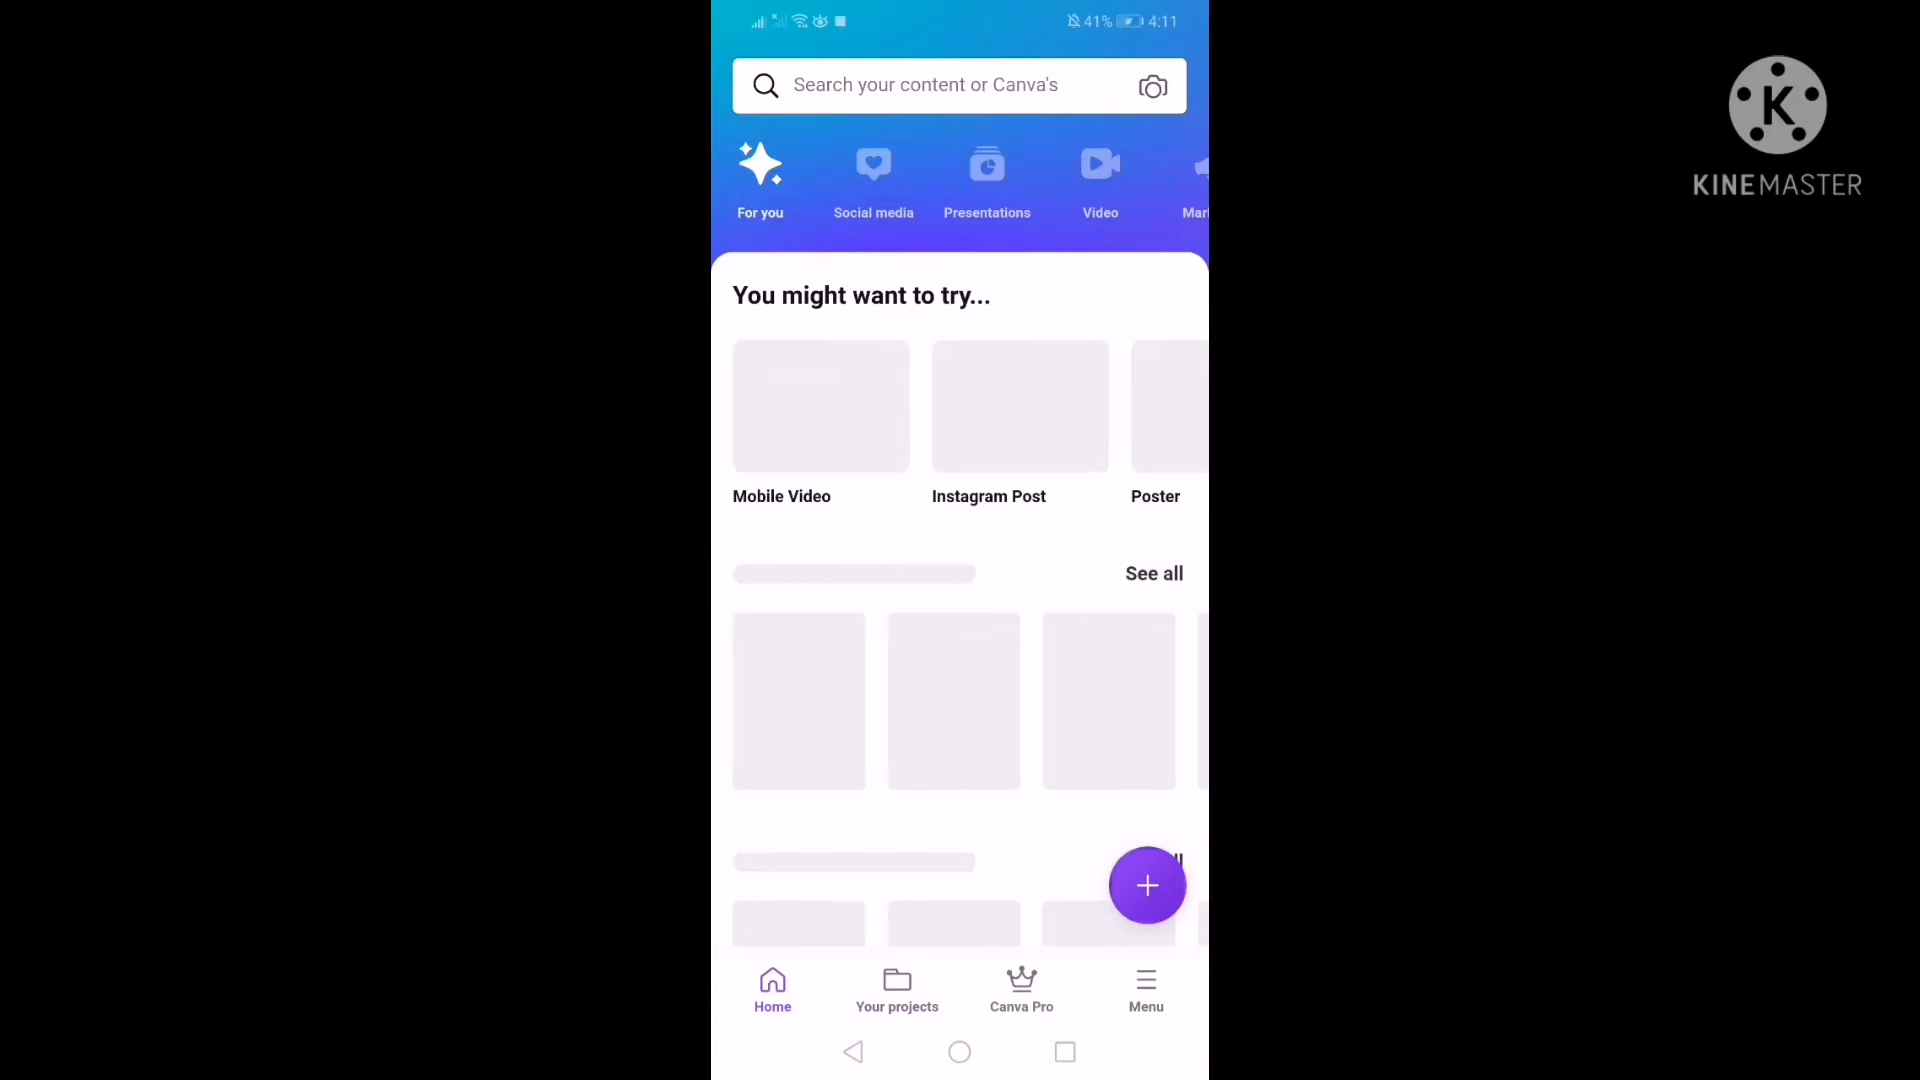 41% 4:11
Search your content or Canva's
K
KINEMASTER
For you
Social media
Presentations
Video
You might want to try...
Mobile Video
Instagram Post
Poster
See all
Home
Your projects
Canva Pro
Menu